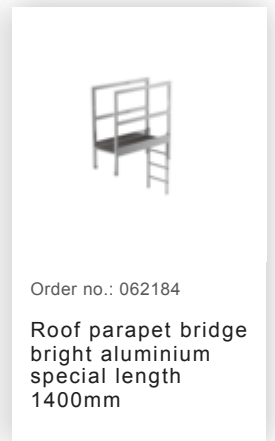 Order no.: 062184
Roof parapet bridge
bright aluminium
special length
1400mm